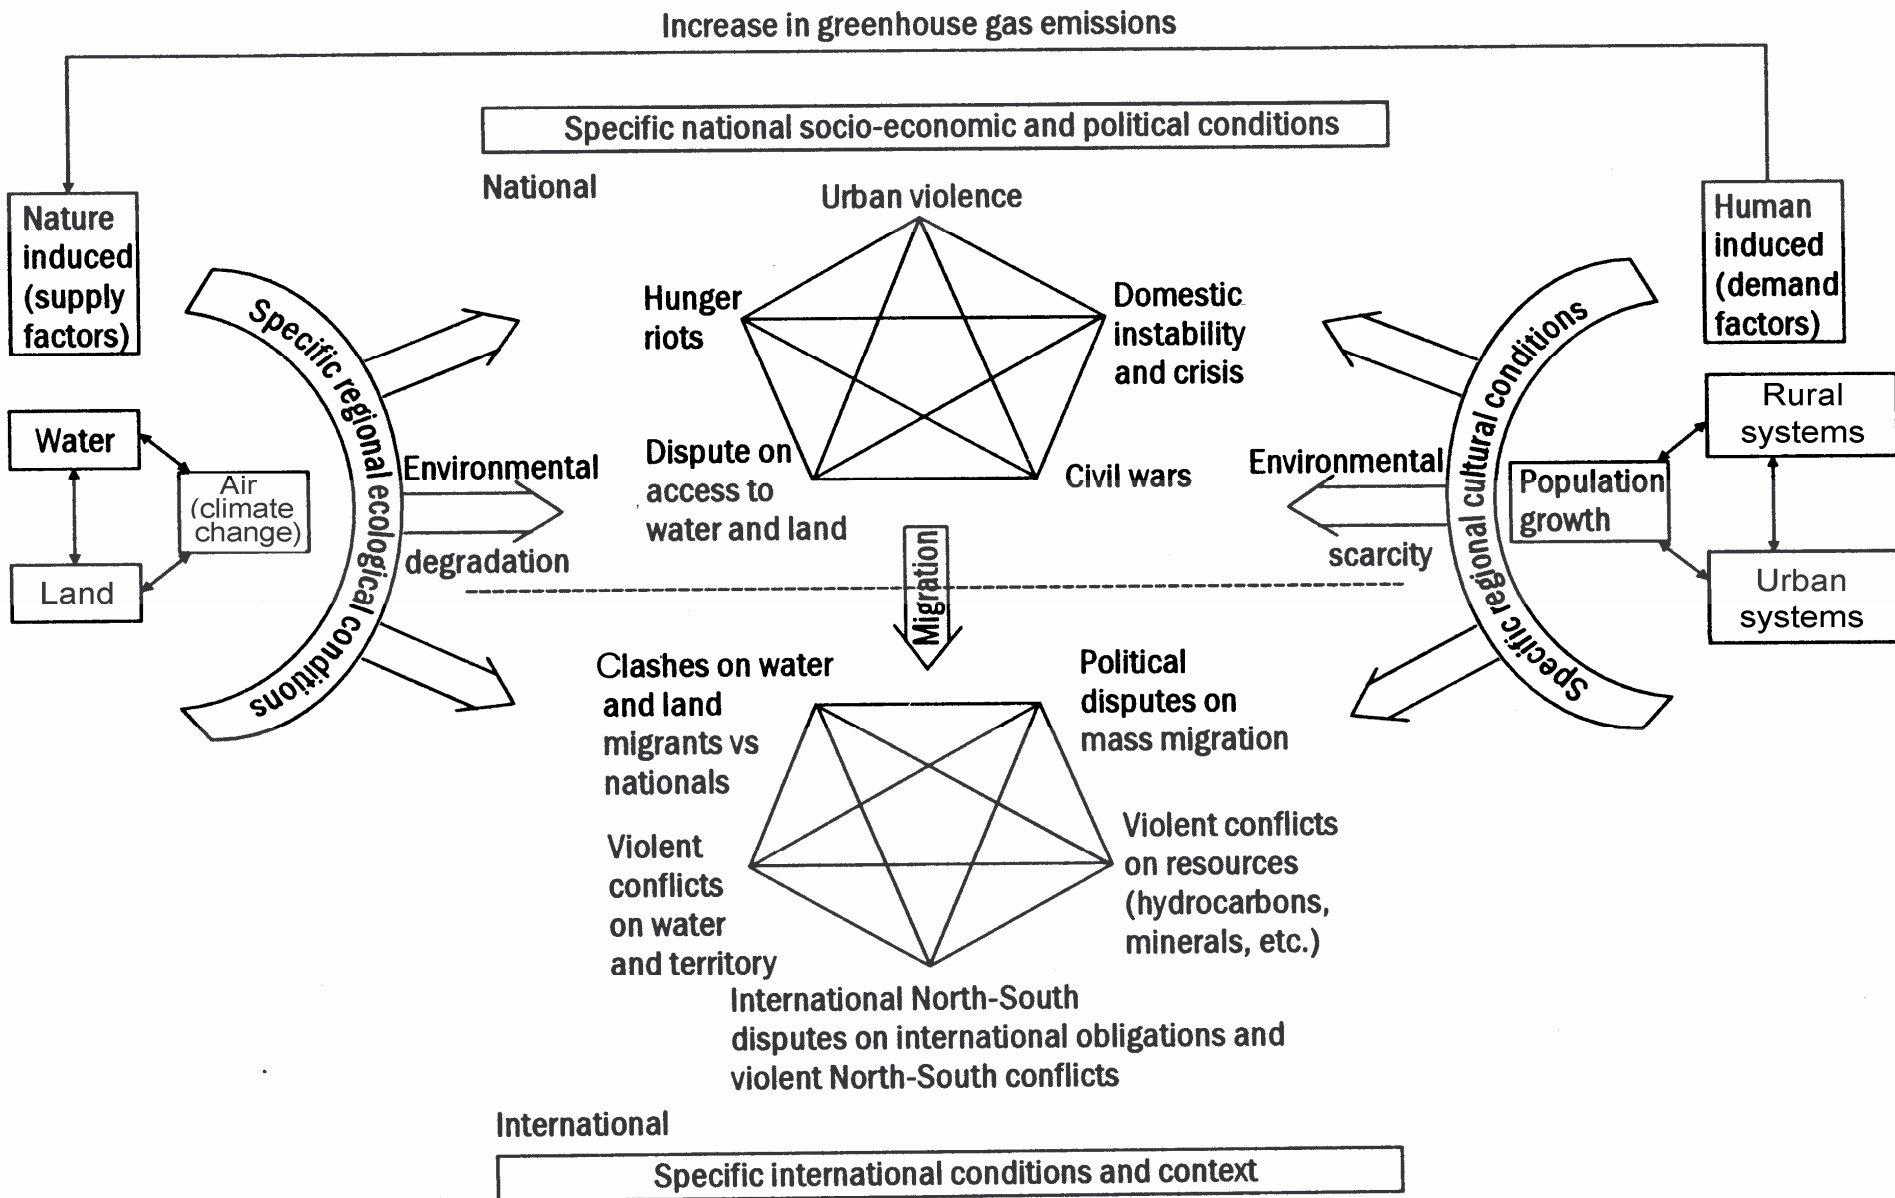 Increase in greenhouse gas emissions
Specific national socio-economic and political conditions
National
Nature
induced
(supply
factors)
Water
Air
(climate
change)
Land
Specific regional ecological conditions
Environmental
degradation
Urban violence
Hunger
riots
Domestic
instability
and crisis
Dispute on
access to
water and land
Civil wars
Migration
Human
induced
(demand
factors)
Rural
systems
Population
growth
Urban
systems
Specific regional cultural conditions
Environmental
scarcity
Clashes on water
and land
migrants vs
nationals
Political
disputes on
mass migration
Violent
conflicts
on water
and territory
Violent conflicts
on resources
(hydrocarbons,
minerals, etc.)
International North-South
disputes on international obligations and
violent North-South conflicts
International
Specific international conditions and context